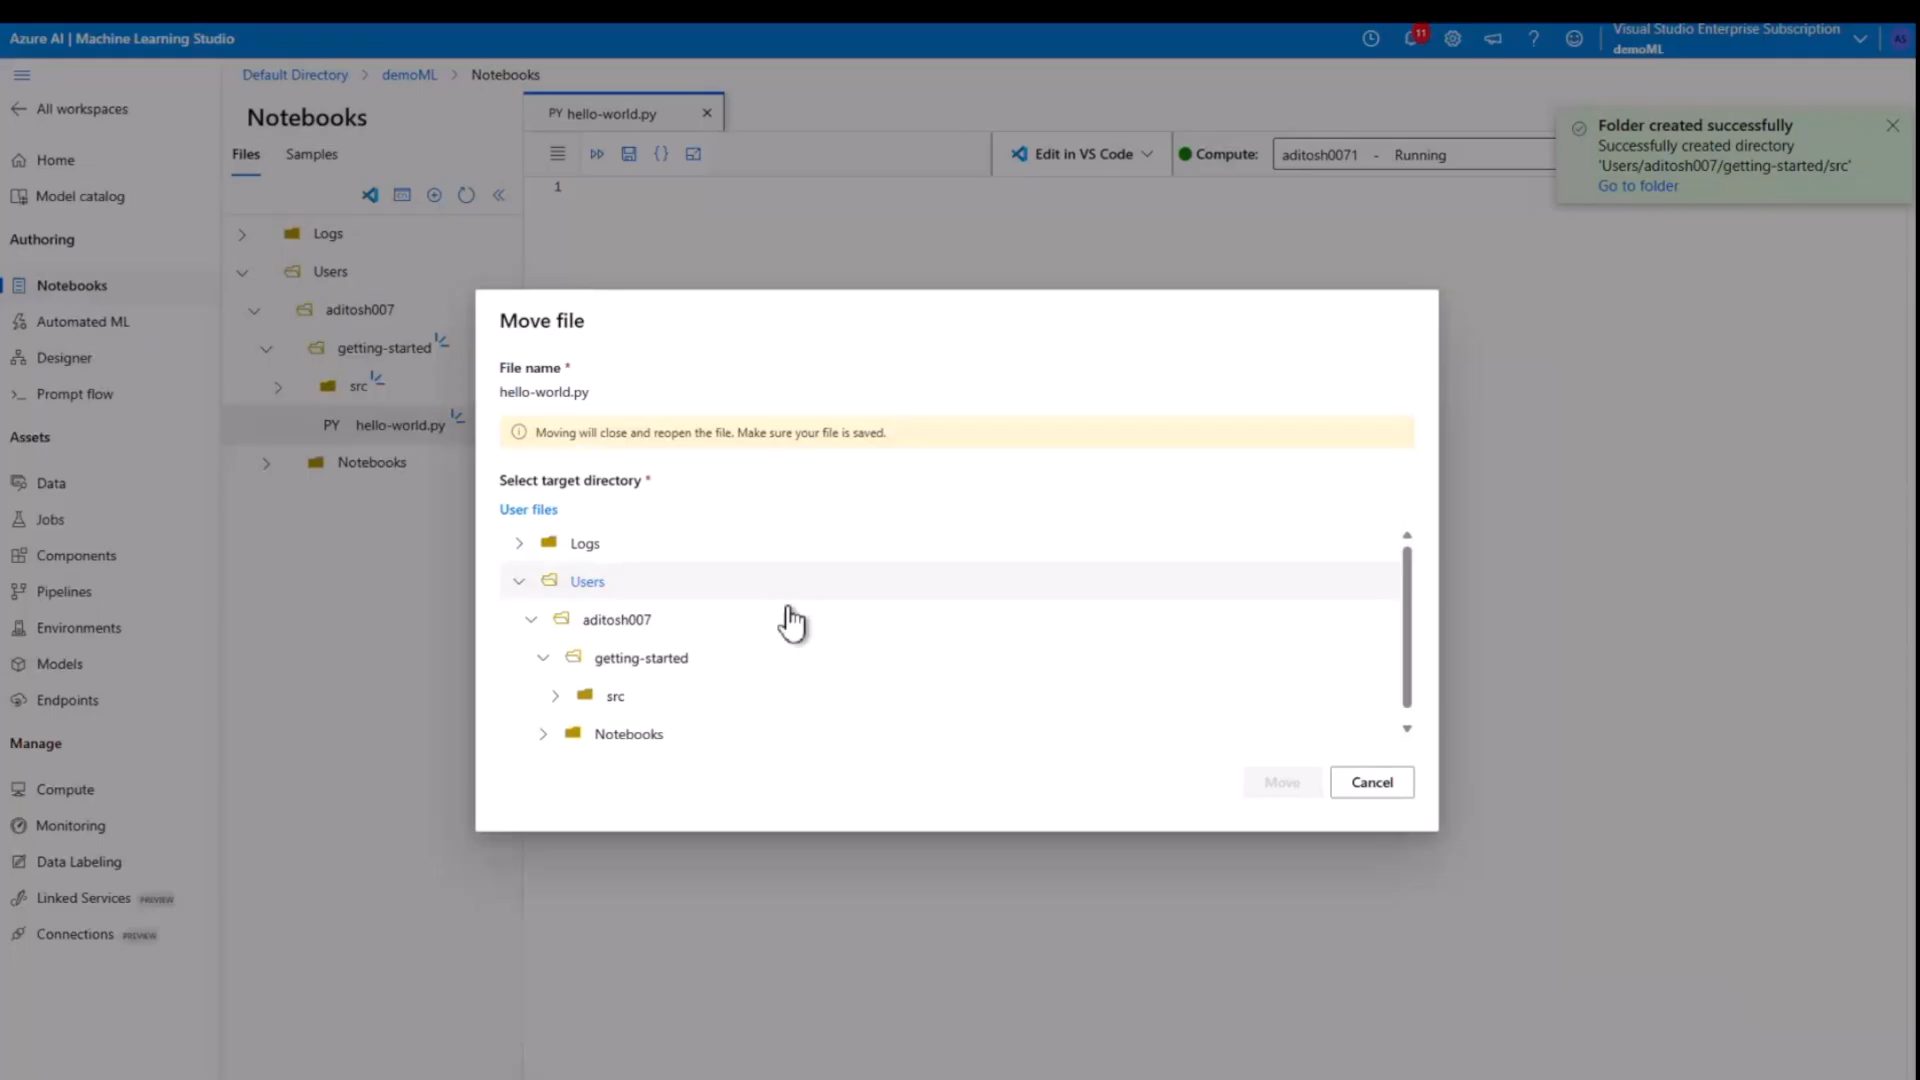 Azure AI | Machine Learning Studio
11
Visual Studio Enterprise Subscription
demoML
AS
Default Directory > demoML > Notebooks
All workspaces
Home
Model catalog
Authoring
Notebooks
Automated ML
Designer
Prompt flow
Assets
Data
Jobs
Components
Pipelines
Environments
Models
Endpoints
Manage
Compute
Monitoring
Data Labeling
Linked Services PREVIEW
Connections PREVIEW
Notebooks
Files Samples
Logs
Users
aditosh007
getting-started
src
PY hello-world.py
Notebooks
PY hello-world.py
Edit in VS Code
Compute: aditosh0071 - Running
1
Folder created successfully
Successfully created directory
'Users/aditosh007/getting-started/src'
Go to folder
Move file
File name *
hello-world.py
Moving will close and reopen the file. Make sure your file is saved.
Select target directory *
User files
Logs
Users
aditosh007
getting-started
src
Notebooks
Move Cancel